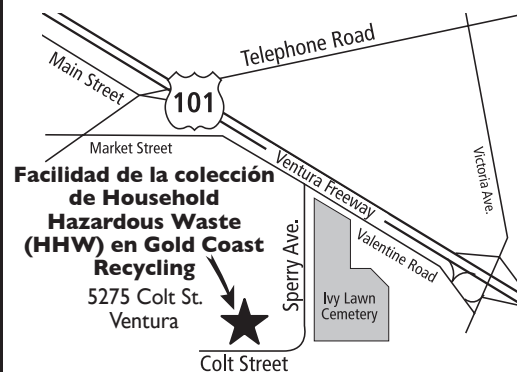 Telephone Road
Main Street
101
Market Street
Ventura Freeway
Victoria Ave.
Facilidad de la colección
de Household
Hazardous Waste
(HHW) en Gold Coast
Recycling
5275 Colt St.
Ventura
Sperry Ave.
Valentine Road
Ivy Lawn
Cemetery
Colt Street